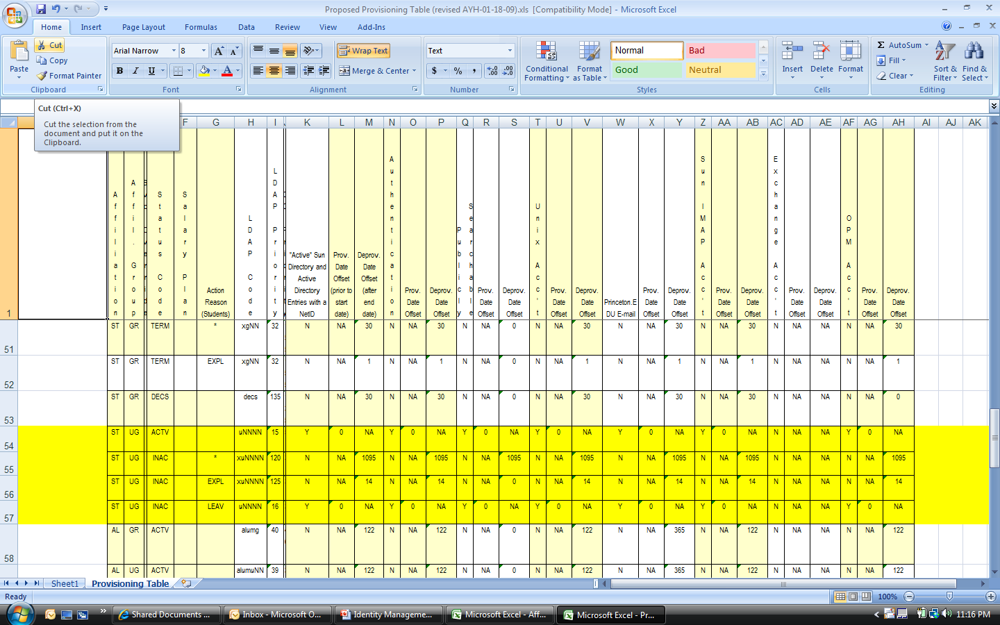 Proposed Provisioning Table (revised AYH-01-18-09).xls [Compatibility Mode] - Microsoft Excel
Home Insert Page Layout Formulas Data Review View Add-Ins
Paste
Cut
Copy
Format Painter
Clipboard
Arial Narrow 8
B I U
Font
Wrap Text
Merge & Center
Alignment
Text
$ % ,
Number
Conditional Formatting
Format as Table
Normal Bad
Good Neutral
Styles
Insert Delete Format
Cells
AutoSum
Fill
Clear
Sort & Filter
Find & Select
Editing
Cut (Ctrl+X)
Cut the selection from the
document and put it on the
Clipboard.
F G H I K L M N O P Q R S T U V W X Y Z AA AB AC AD AE AF AG AH AI AJ AK
1
Affiliation
Affil. Group
Status Code
Salary Plan
Action Reason (Students)
LDAP Code
LDAP Priority
"Active" Sun Directory and Active Directory Entries with a NetID
Prov. Date Offset (prior to start date)
Deprov. Date Offset (after end date)
Authentication
Prov. Date Offset
Deprov. Date Offset
Publicly Searchable
Prov. Date Offset
Deprov. Date Offset
Unix Acc't
Prov. Date Offset
Deprov. Date Offset
Princeton.EDU E-mail
Prov. Date Offset
Deprov. Date Offset
Sun IMAP Acc't
Prov. Date Offset
Deprov. Date Offset
Exchange Acc't
Prov. Date Offset
Deprov. Date Offset
OPM Acc't
Prov. Date Offset
Deprov. Date Offset
51 ST GR TERM * xgNN 32 N NA 30 N NA 30 N NA 0 N NA 30 N NA 30 N NA 30 N NA NA N NA 30
52 ST GR TERM EXPL xgNN 32 N NA 1 N NA 1 N NA 0 N NA 1 N NA 1 N NA 1 N NA NA N NA 1
53 ST GR DECS decs 135 N NA 30 N NA 30 N NA 0 N NA 30 N NA 30 N NA 30 N NA NA N NA 0
54 ST UG ACTV uNNNN 15 Y 0 NA Y 0 NA Y 0 NA Y 0 NA Y 0 NA Y 0 NA N NA NA Y 0 NA
55 ST UG INAC * xuNNNN 120 N NA 1095 N NA 1095 N NA 1095 N NA 1095 N NA 1095 N NA 1095 N NA NA N NA 1095
56 ST UG INAC EXPL xuNNNN 125 N NA 14 N NA 14 N NA 0 N NA 14 N NA 14 N NA 14 N NA NA N NA 14
57 ST UG INAC LEAV uNNNN 16 Y 0 NA Y 0 NA Y 0 NA Y 0 NA Y 0 NA Y 0 NA N NA NA Y 0 NA
58 AL GR ACTV alumg 40 N NA 122 N NA 122 N NA 0 N NA 122 N NA 365 N NA 122 N NA NA N NA 122
AL UG ACTV alumuNN 39 N NA 122 N NA 122 N NA 0 N NA 122 N NA 365 N NA 122 N NA NA N NA 122
Sheet1 Provisioning Table
Ready 100%
Shared Documents ... Inbox - Microsoft O... Identity Manageme... Microsoft Excel - Aff... Microsoft Excel - Pr... 11:16 PM